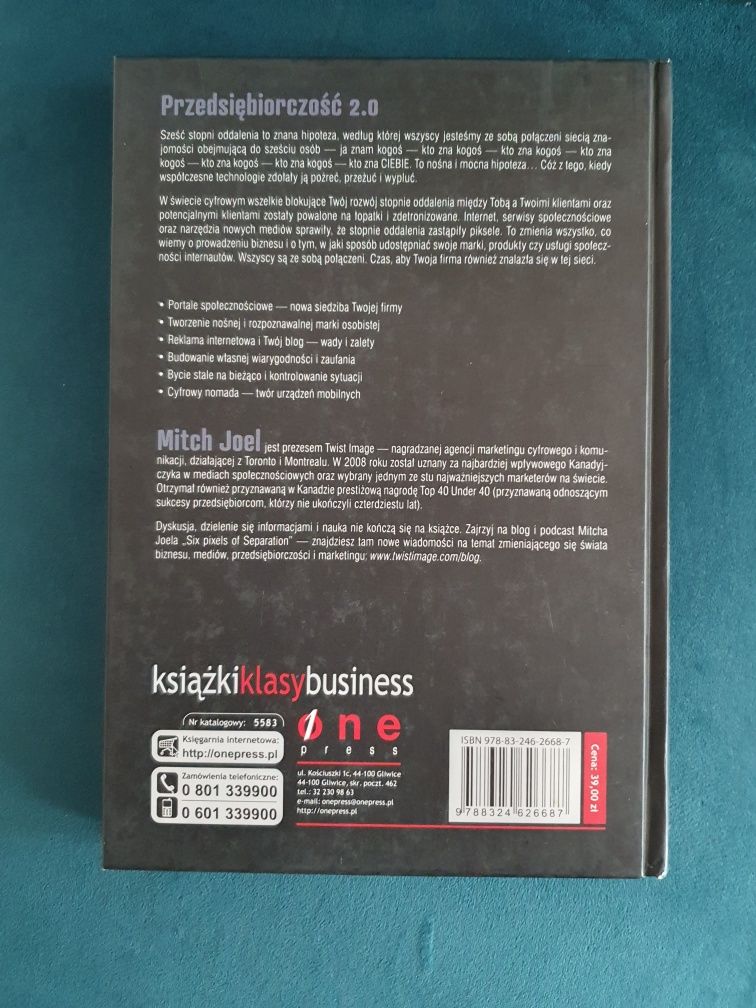 Przedsiębiorczość 2.0
Sześć stopni oddalenia to znana hipoteza, według której wszyscy jesteśmy ze sobą połączeni siecią zna-
jomości obejmującą do sześciu osób — ja znam kogoś — kto zna kogoś — kto zna kogoś — kto zna
kogoś — kto zna kogoś — kto zna kogoś — kto zna CIEBIE. To nośna i mocna hipoteza... Cóż z tego, kiedy
współczesne technologie zdołały ją pożreć, przeżuć i wypluć.
W świecie cyfrowym wszelkie blokujące Twój rozwój stopnie oddalenia między Tobą a Twoimi klientami oraz
potencjalnymi klientami zostały powalone na łopatki i zdetronizowane. Internet, serwisy społecznościowe
oraz narzędzia nowych mediów sprawiły, że stopnie oddalenia zastąpiły piksele. To zmienia wszystko, co
wiemy o prowadzeniu biznesu i o tym, w jaki sposób udostępniać swoje marki, produkty czy usługi społecz-
ności internautów. Wszyscy są ze sobą połączeni. Czas, aby Twoja firma również znalazła się w tej sieci.
• Portale społecznościowe — nowa siedziba Twojej firmy
• Tworzenie nośnej i rozpoznawalnej marki osobistej
• Reklama internetowa i Twój blog — wady i zalety
• Budowanie własnej wiarygodności i zaufania
• Bycie stale na bieżąco i kontrolowanie sytuacji
• Cyfrowy nomada — twór urządzeń mobilnych
Mitch Joel jest prezesem Twist Image — nagradzanej agencji marketingu cyfrowego i komu-
nikacji, działającej z Toronto i Montrealu. W 2008 roku został uznany za najbardziej wpływowego Kanadyj-
czyka w mediach społecznościowych oraz wybrany jednym ze stu najważniejszych marketerów na świecie.
Otrzymał również przyznawaną w Kanadzie prestiżową nagrodę Top 40 Under 40 (przyznawaną odnoszącym
sukcesy przedsiębiorcom, którzy nie ukończyli czterdziestu lat).
Dyskusja, dzielenie się informacjami i nauka nie kończą się na książce. Zajrzyj na blog i podcast Mitcha
Joela „Six pixels of Separation” — znajdziesz tam nowe wiadomości na temat zmieniającego się świata
biznesu, mediów, przedsiębiorczości i marketingu: www.twistimage.com/blog.
książkiklasybusiness
Nr katalogowy: 5583
Księgarnia internetowa:
http://onepress.pl
Zamówienia telefoniczne:
0 801 339900
0 601 339900
one
press
ul. Kościuszki 1c, 44-100 Gliwice
44-100 Gliwice, skr. poczt. 462
tel.: 32 230 98 63
e-mail: onepress@onepress.pl
http://onepress.pl
ISBN 978-83-246-2668-7
9 788324 626687
Cena: 39,00 zł